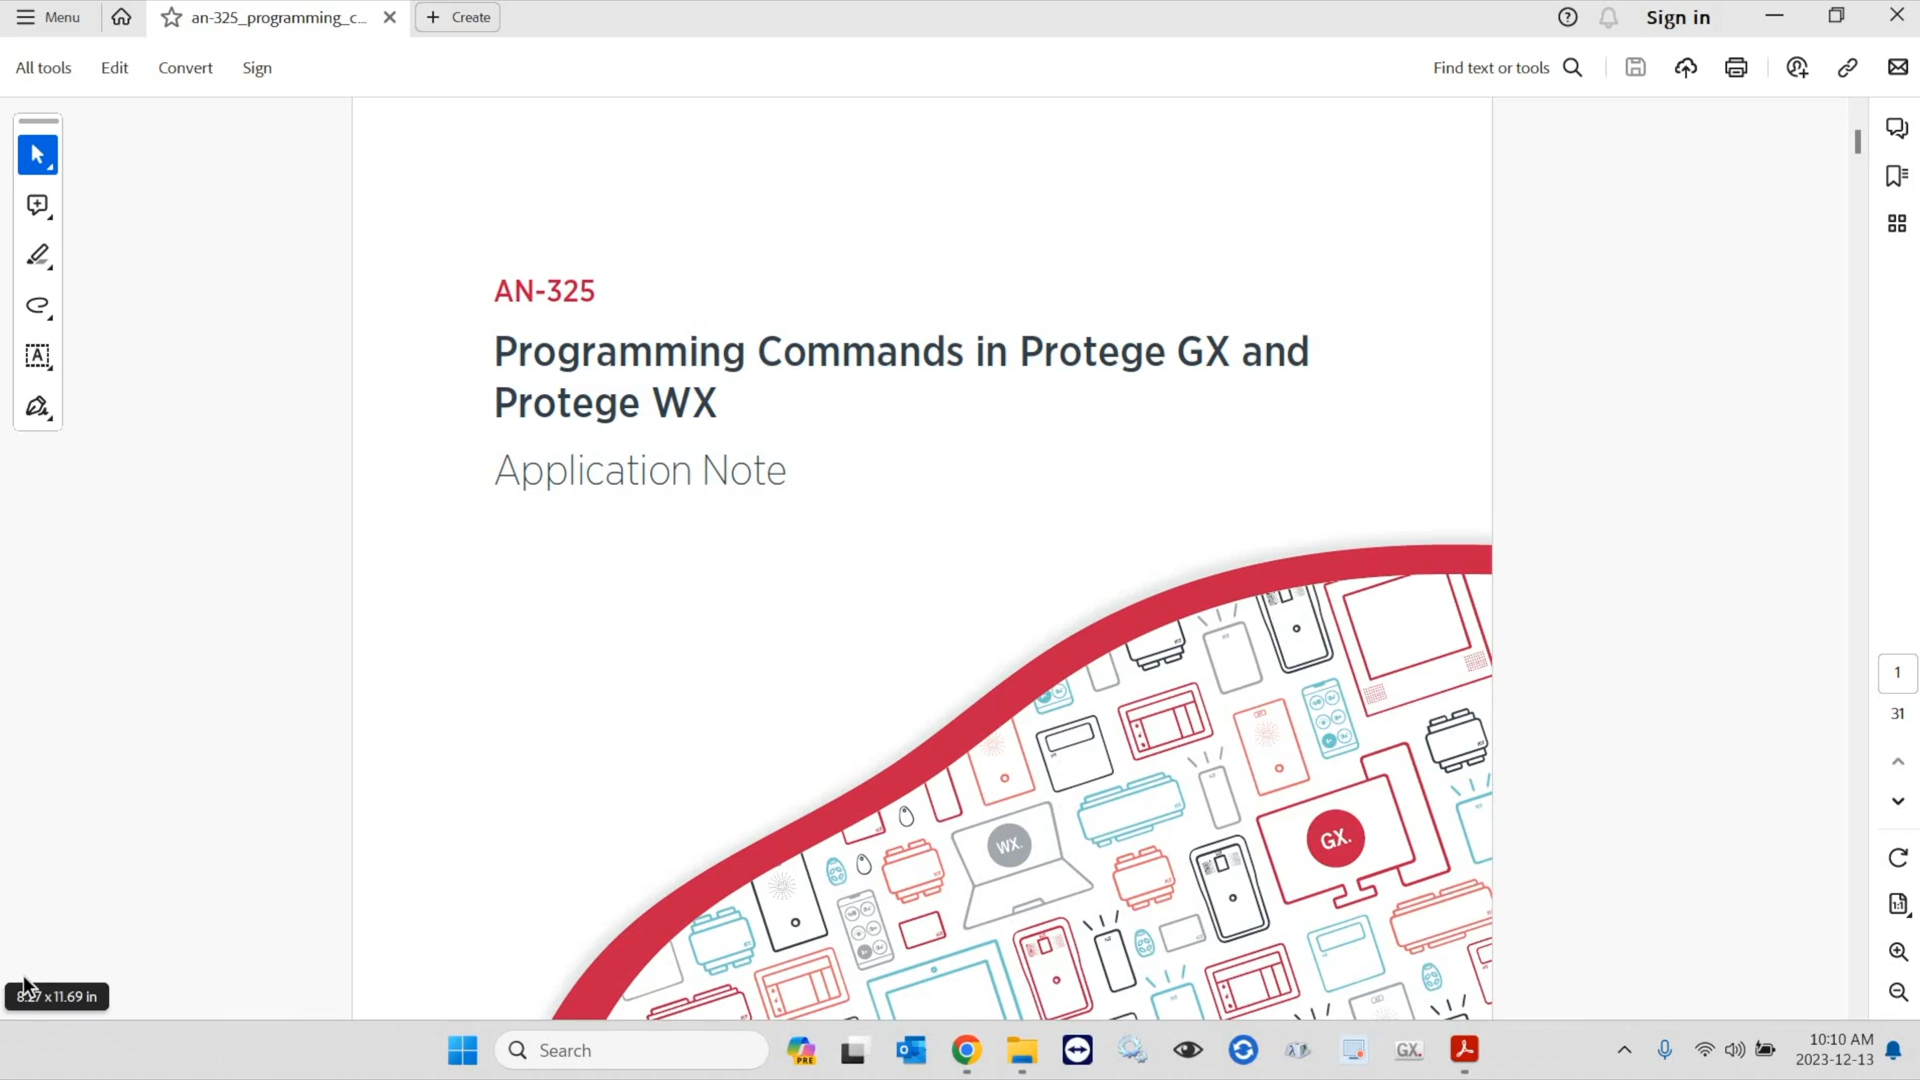 Menu
an-325_programming_c...
Create
Sign in
All tools
Edit
Convert
Sign
Find text or tools
AN-325
Programming Commands in Protege GX and
Protege WX
Application Note
WX.
GX.
1
31
x 11.69 in
Search
PRE
GX.
10:10 AM
2023-12-13